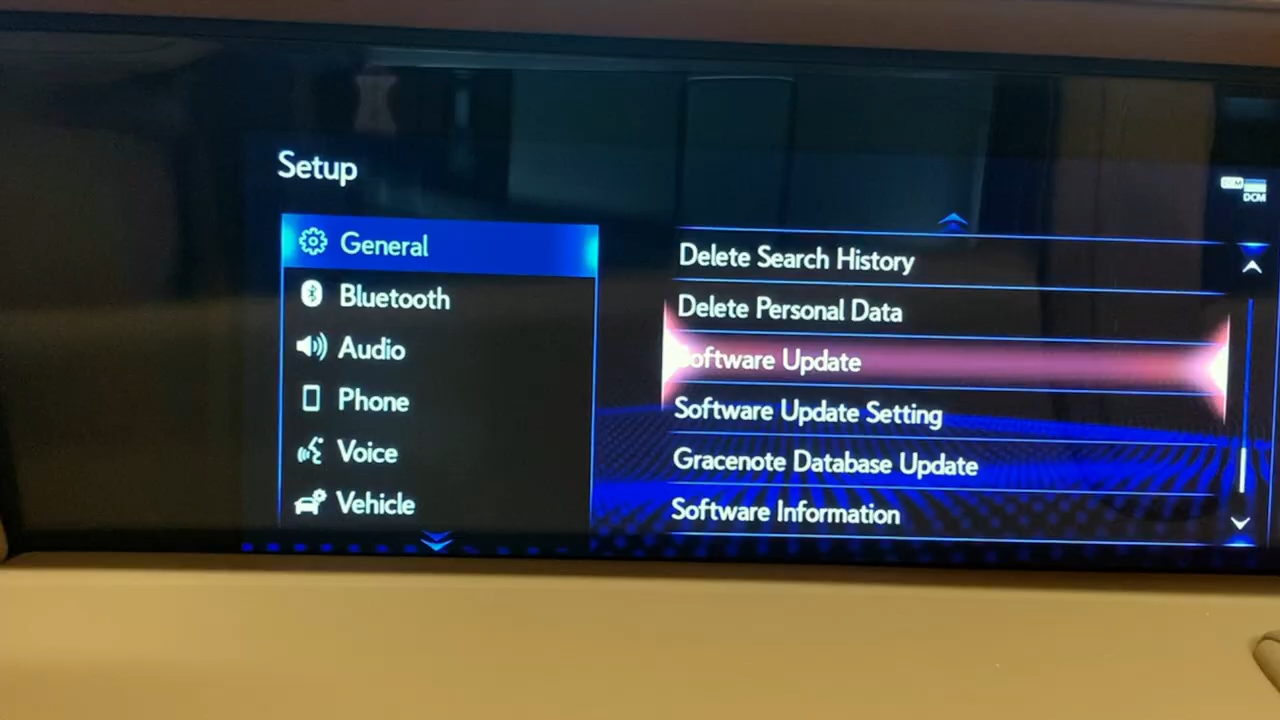 Setup
General
Bluetooth
Audio
Phone
Voice
Vehicle
DCM
Delete Search History
Delete Personal Data
Software Update
Software Update Setting
Gracenote Database Update
Software Information